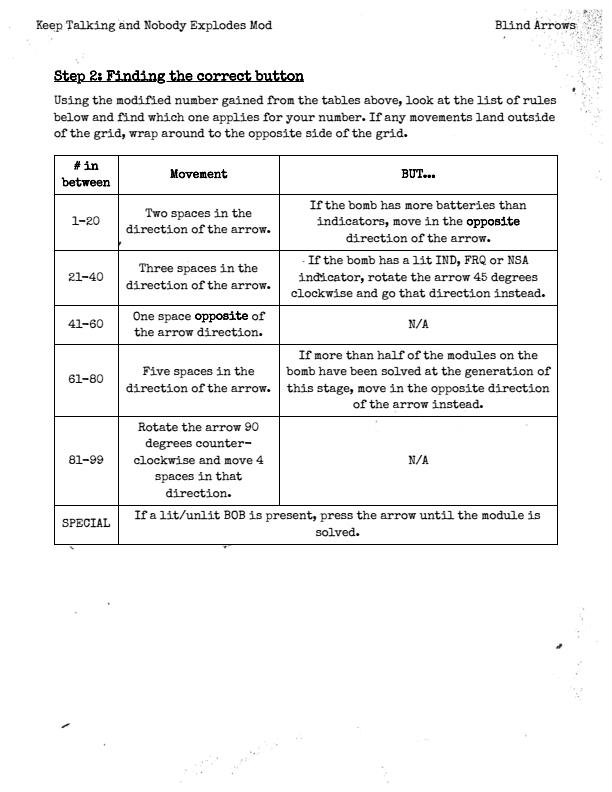 Keep Talking and Nobody Explodes Mod
Blind Arrows
Step 2: Finding the correct button
Using the modified number gained from the tables above, look at the list of rules
below and find which one applies for your number. If any movements land outside
of the grid, wrap around to the opposite side of the grid.
# in
between
Movement
BUT...
1-20
Two spaces in the
direction of the arrow.
If the bomb has more batteries than
indicators, move in the opposite
direction of the arrow.
21-40
Three spaces in the
direction of the arrow.
If the bomb has a lit IND, FRQ or NSA
indicator, rotate the arrow 45 degrees
clockwise and go that direction instead.
41-60
One space opposite of
the arrow direction.
N/A
61-80
Five spaces in the
direction of the arrow.
If more than half of the modules on the
bomb have been solved at the generation of
this stage, move in the opposite direction
of the arrow instead.
81-99
Rotate the arrow 90
degrees counter-
clockwise and move 4
spaces in that
direction.
N/A
SPECIAL
If a lit/unlit BOB is present, press the arrow until the module is
solved.